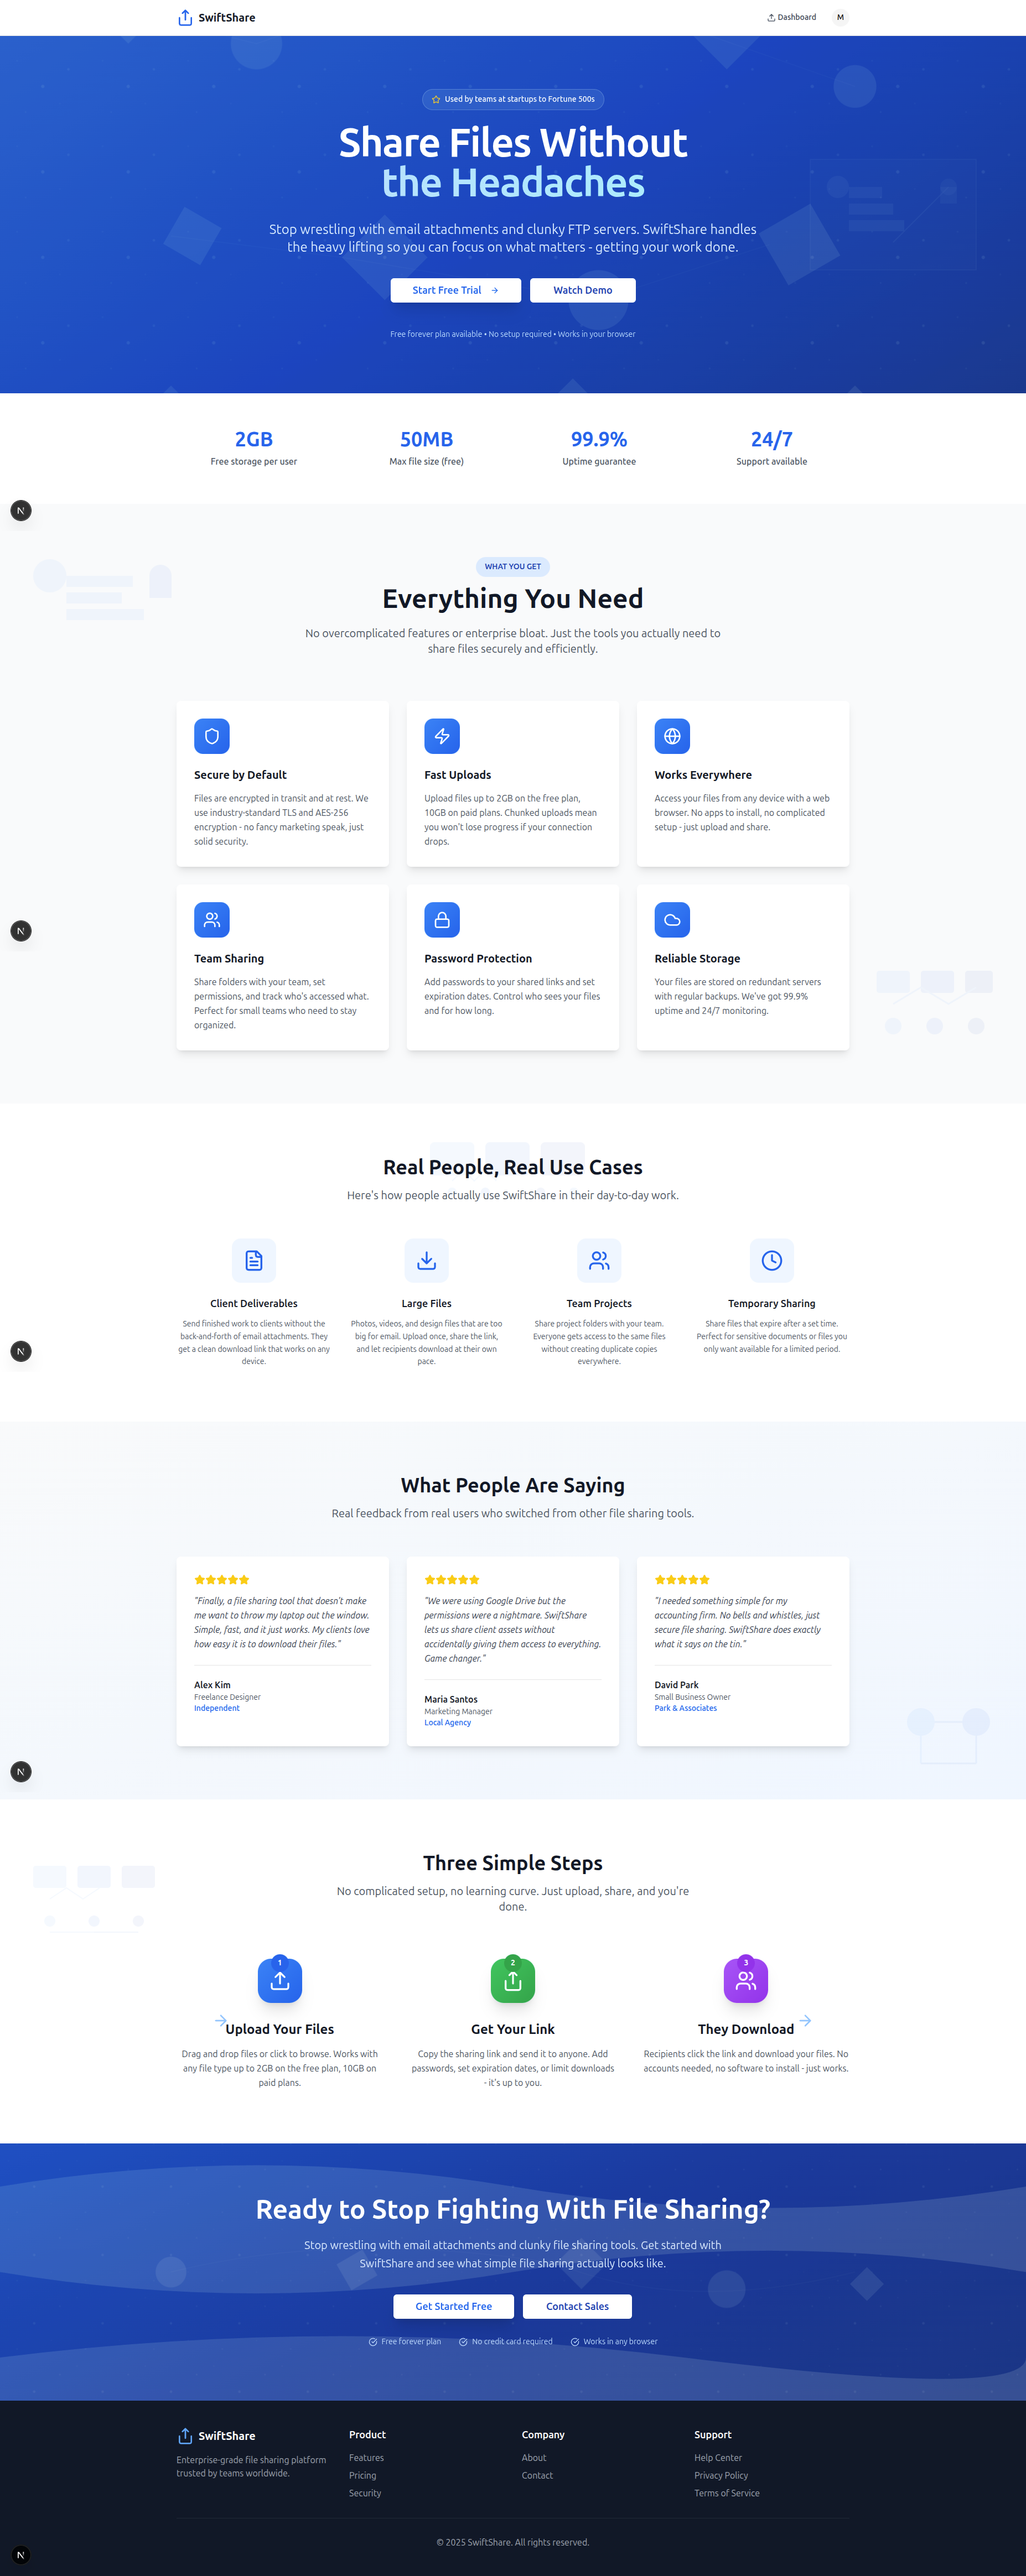 SwiftShare
Dashboard
M
Used by teams at startups to Fortune 500s
Share Files Without
the Headaches
Stop wrestling with email attachments and clunky FTP servers. SwiftShare handles
the heavy lifting so you can focus on what matters - getting your work done.
Start Free Trial →
Watch Demo
Free forever plan available • No setup required • Works in your browser
2GB
Free storage per user
50MB
Max file size (free)
99.9%
Uptime guarantee
24/7
Support available
N
WHAT YOU GET
Everything You Need
No overcomplicated features or enterprise bloat. Just the tools you actually need to
share files securely and efficiently.
Secure by Default
Files are encrypted in transit and at rest. We
use industry-standard TLS and AES-256
encryption - no fancy marketing speak, just
solid security.
Fast Uploads
Upload files up to 2GB on the free plan,
10GB on paid plans. Chunked uploads mean
you won't lose progress if your connection
drops.
Works Everywhere
Access your files from any device with a web
browser. No apps to install, no complicated
setup - just upload and share.
N
Team Sharing
Share folders with your team, set
permissions, and track who's accessed what.
Perfect for small teams who need to stay
organized.
Password Protection
Add passwords to your shared links and set
expiration dates. Control who sees your files
and for how long.
Reliable Storage
Your files are stored on redundant servers
with regular backups. We've got 99.9%
uptime and 24/7 monitoring.
Real People, Real Use Cases
Here's how people actually use SwiftShare in their day-to-day work.
Client Deliverables
Send finished work to clients without the
back-and-forth of email attachments. They
get a clean download link that works on any
device.
Large Files
Photos, videos, and design files that are too
big for email. Upload once, share the link,
and let recipients download at their own
pace.
Team Projects
Share project folders with your team.
Everyone gets access to the same files
without creating duplicate copies
everywhere.
Temporary Sharing
Share files that expire after a set time.
Perfect for sensitive documents or files you
only want available for a limited period.
N
What People Are Saying
Real feedback from real users who switched from other file sharing tools.
"Finally, a file sharing tool that doesn't make
me want to throw my laptop out the window.
Simple, fast, and it just works. My clients love
how easy it is to download their files."
Alex Kim
Freelance Designer
Independent
"We were using Google Drive but the
permissions were a nightmare. SwiftShare
lets us share client assets without
accidentally giving them access to everything.
Game changer."
Maria Santos
Marketing Manager
Local Agency
"I needed something simple for my
accounting firm. No bells and whistles, just
secure file sharing. SwiftShare does exactly
what it says on the tin."
David Park
Small Business Owner
Park & Associates
N
Three Simple Steps
No complicated setup, no learning curve. Just upload, share, and you're
done.
1
Upload Your Files
Drag and drop files or click to browse. Works with
any file type up to 2GB on the free plan, 10GB on
paid plans.
2
Get Your Link
Copy the sharing link and send it to anyone. Add
passwords, set expiration dates, or limit downloads
- it's up to you.
3
They Download
Recipients click the link and download your files. No
accounts needed, no software to install - just works.
Ready to Stop Fighting With File Sharing?
Stop wrestling with email attachments and clunky file sharing tools. Get started with
SwiftShare and see what simple file sharing actually looks like.
Get Started Free
Contact Sales
Free forever plan
No credit card required
Works in any browser
SwiftShare
Enterprise-grade file sharing platform
trusted by teams worldwide.
Product
Features
Pricing
Security
Company
About
Contact
Support
Help Center
Privacy Policy
Terms of Service
© 2025 SwiftShare. All rights reserved.
N